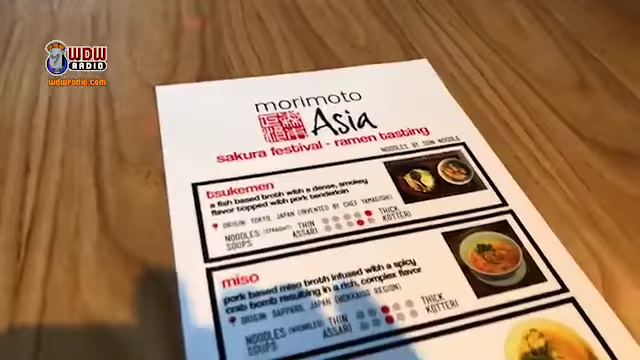 WDW
RADIO
wdwradio.com
morimoto
Asia
sakura festival - ramen tasting
NOODLES BY SUN NOODLE
tsukemen
a fish based broth with a dense, smokey
flavor topped with pork tenderloin
ORIGIN TOKYO, JAPAN (INVENTED BY CHEF YAMAGISHI)
NOODLES (STRAIGHT) THIN THICK
SOUPS ASSARI KOTTERI
miso
pork based miso broth infused with a spicy
crab bomb resulting in a rich, complex flavor
ORIGIN SAPPARO, JAPAN (HOKKAIDO REGION)
NOODLES (WRINKLED) THIN THICK
SOUPS ASSARI KOTTERI